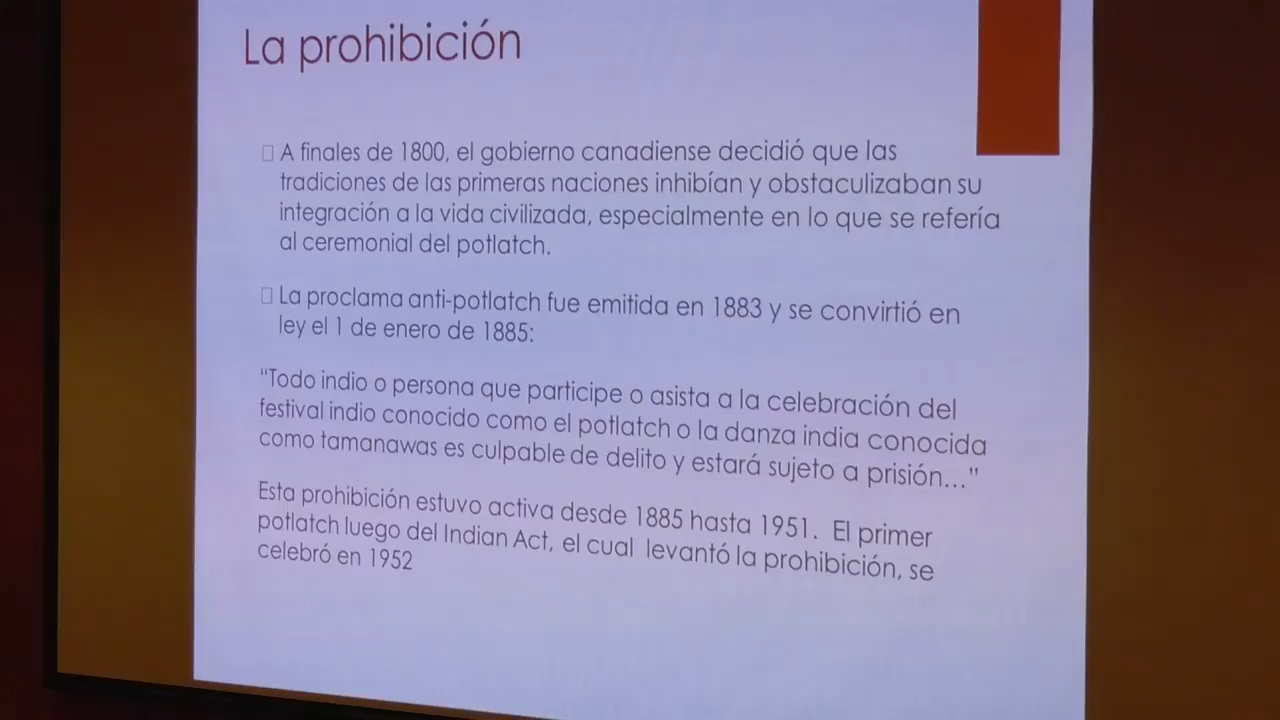 La prohibición
A finales de 1800, el gobierno canadiense decidió que las
tradiciones de las primeras naciones inhibían y obstaculizaban su
integración a la vida civilizada, especialmente en lo que se refería
al ceremonial del potlatch.
La proclama anti-potlatch fue emitida en 1883 y se convirtió en
ley el 1 de enero de 1885:
"Todo indio o persona que participe o asista a la celebración del
festival indio conocido como el potlatch o la danza india conocida
como tamanawas es culpable de delito y estará sujeto a prisión..."
Esta prohibición estuvo activa desde 1885 hasta 1951. El primer
potlatch luego del Indian Act, el cual levantó la prohibición, se
celebró en 1952